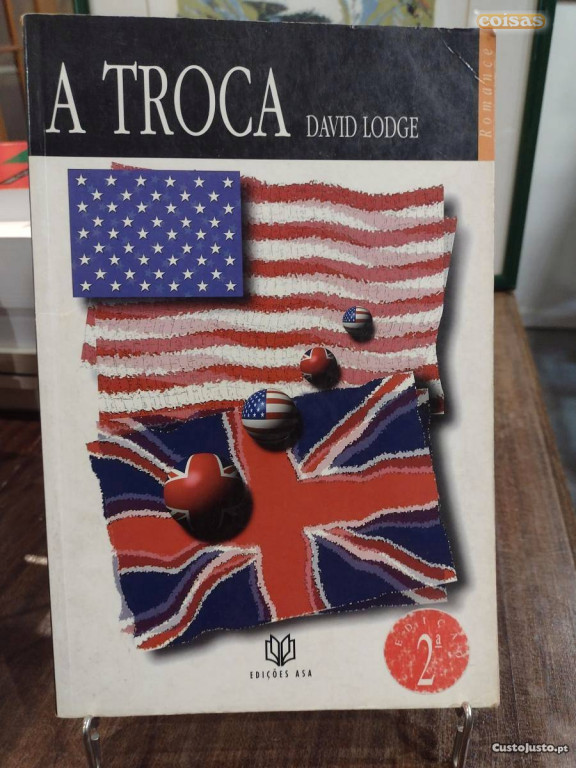 coisas
A TROCA DAVID LODGE
Romance
EDIÇÃO
2ª
EDIÇÕES ASA
CustoJusto.pt